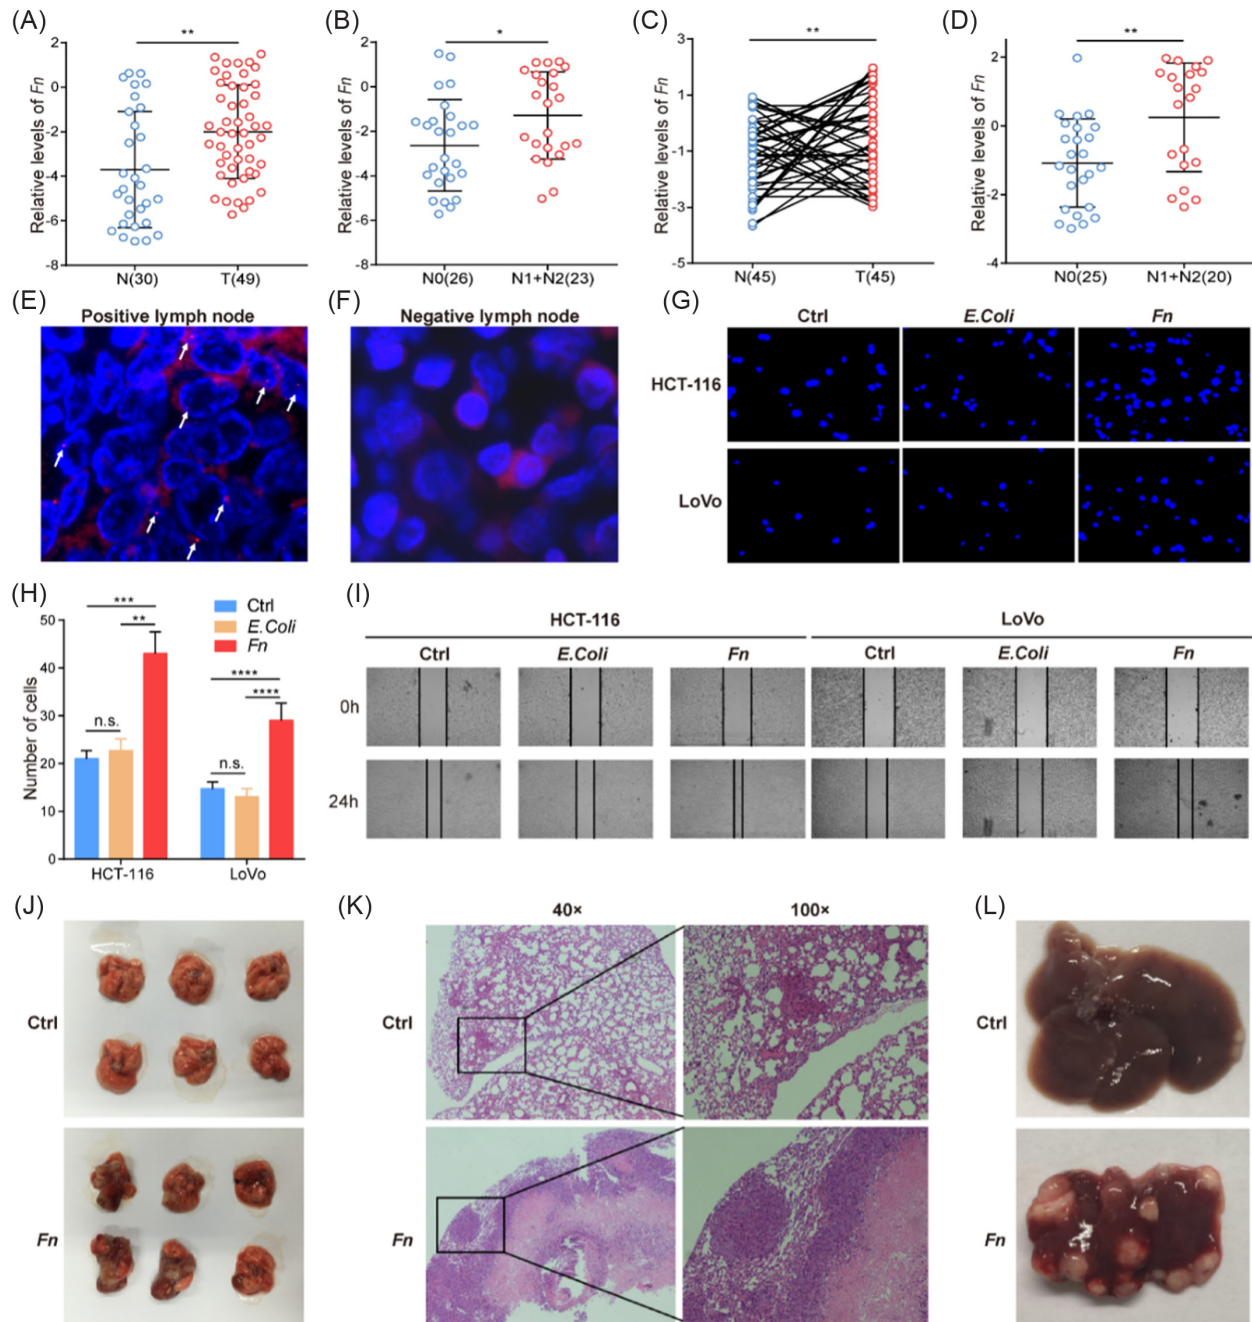 (A)
**
Relative levels of Fn
2
0
-2
-4
-6
-8
N(30)
T(49)
(B)
*
Relative levels of Fn
2
0
-2
-4
-6
-8
N0(26)
N1+N2(23)
(C)
**
Relative levels of Fn
3
1
-1
-3
-5
N(45)
T(45)
(D)
**
Relative levels of Fn
2
0
-2
-4
N0(25)
N1+N2(20)
(E)
Positive lymph node
(F)
Negative lymph node
(G)
Ctrl
E.Coli
Fn
HCT-116
LoVo
(H)
Ctrl
E.Coli
Fn
Number of cells
50
40
30
20
10
0
***
**
n.s.
****
****
n.s.
HCT-116
LoVo
(I)
HCT-116
LoVo
Ctrl
E.Coli
Fn
Ctrl
E.Coli
Fn
0h
24h
(J)
Ctrl
Fn
(K)
40×
100×
Ctrl
Fn
(L)
Ctrl
Fn